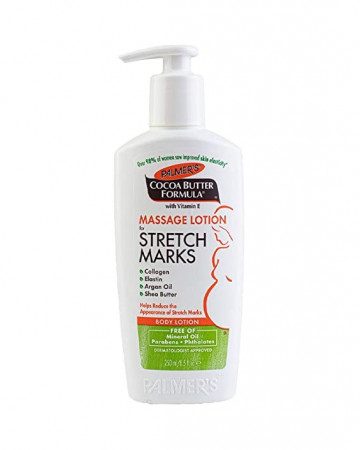 Over 98% of women saw improved skin elasticity*
PALMER'S
COCOA BUTTER
FORMULA
with Vitamin E
MASSAGE LOTION
for
STRETCH
MARKS
Collagen
Elastin
Argan Oil
Shea Butter
Helps Reduce the
Appearance of Stretch Marks
BODY LOTION
FREE OF
Mineral Oil •
Parabens • Phthalates
DERMATOLOGIST APPROVED
PALMER'S